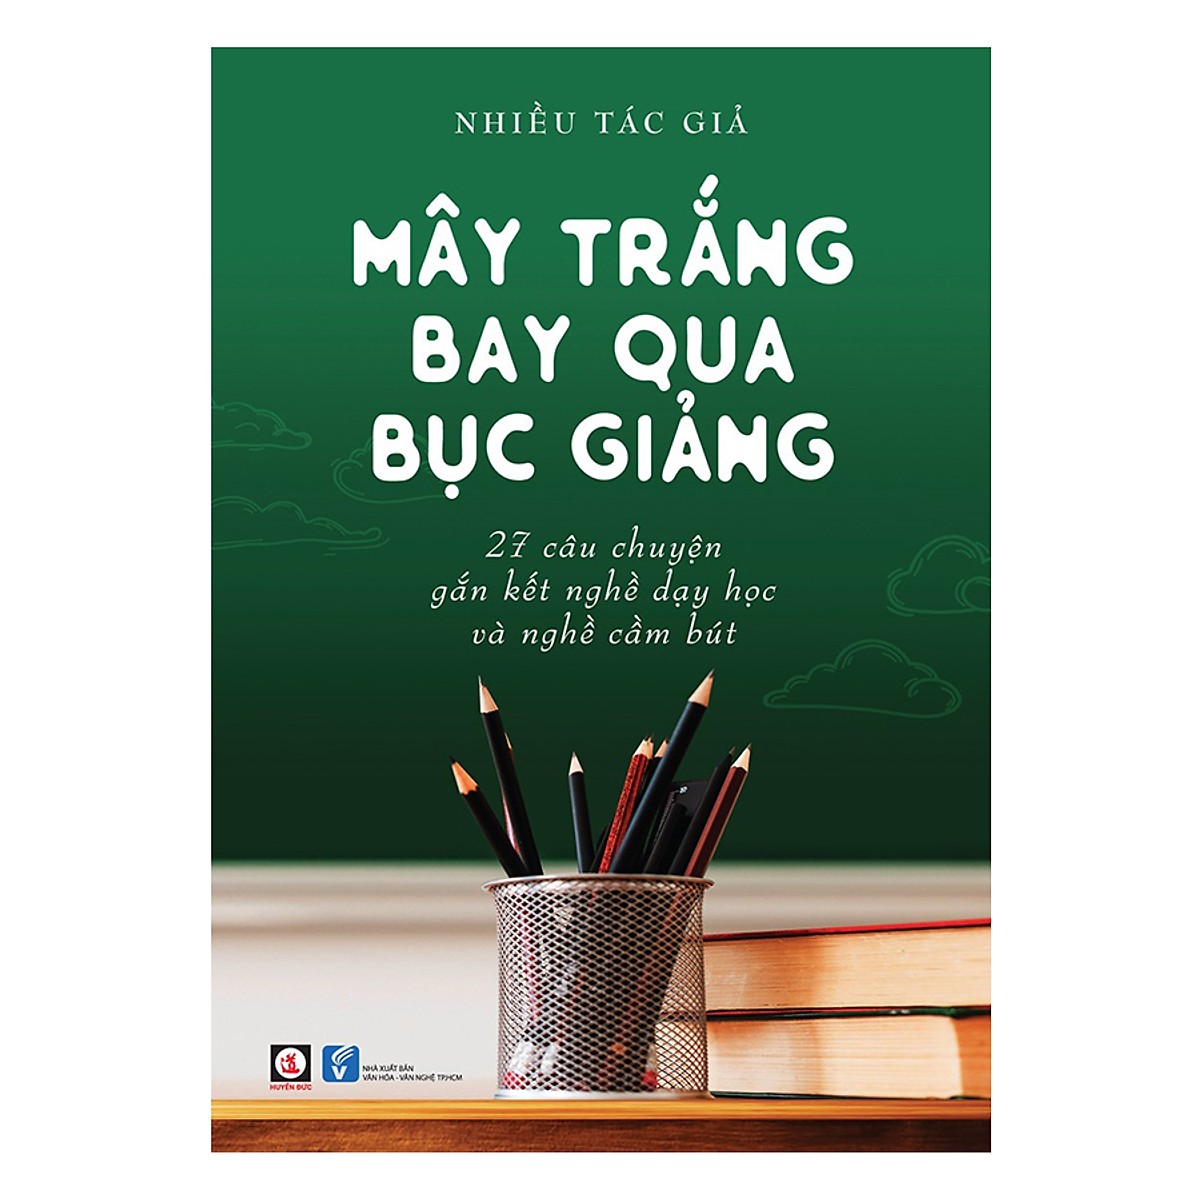 NHIỀU TÁC GIẢ
MÂY TRẮNG
BAY QUA
BỤC GIẢNG
27 câu chuyện
gắn kết nghề dạy học
và nghề cầm bút
HUYỀN ĐỨC
V
NHÀ XUẤT BẢN
VĂN HÓA - VĂN NGHỆ TP.HCM